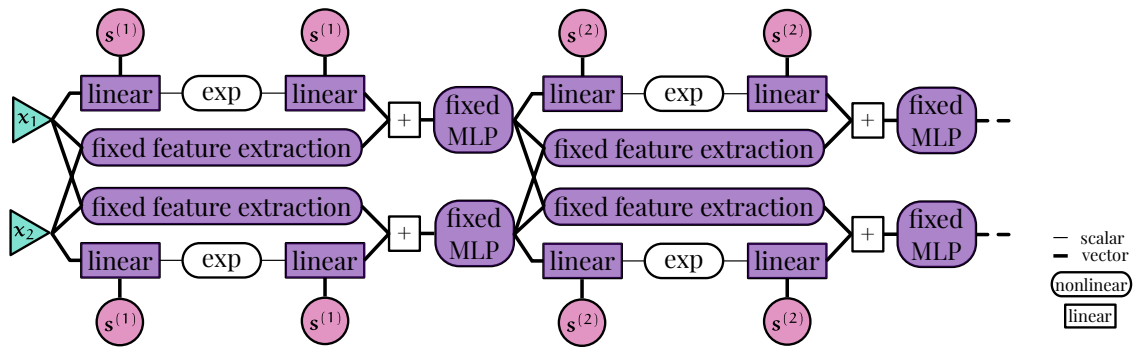 s(1) s(1) s(2) s(2)
linear exp linear linear exp linear
x1 + fixed MLP + fixed MLP
fixed feature extraction fixed feature extraction
fixed feature extraction fixed feature extraction
x2 + fixed MLP + fixed MLP
linear exp linear linear exp linear
s(1) s(1) s(2) s(2)
scalar
vector
nonlinear
linear